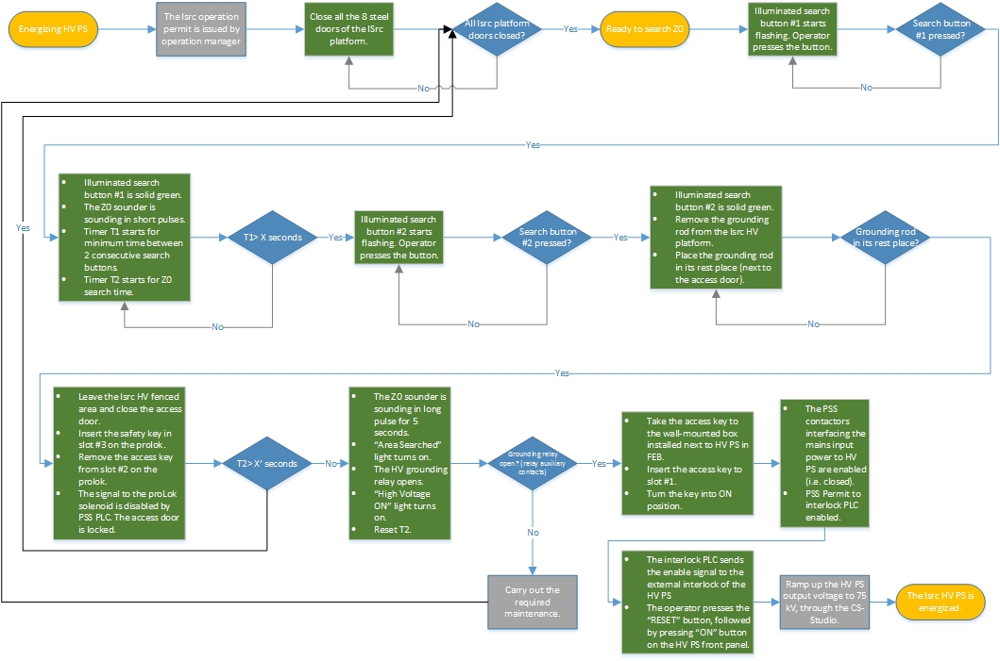 Energizing HV PS
The Isrc operation
permit is issued by
operation manager
Close all the 8 steel
doors of the ISrc
platform.
All Isrc platform
doors closed?
Yes
Ready to search Z0
Illuminated search
button #1 starts
flashing. Operator
presses the button.
Search button
#1 pressed?
No
No
Yes
Yes
Illuminated search
button #1 is solid green.
The Z0 sounder is
sounding in short pulses.
Timer T1 starts for
minimum time between
2 consecutive search
buttons.
Timer T2 starts for Z0
search time.
T1> X seconds
Yes
Illuminated search
button #2 starts
flashing. Operator
presses the button.
Search button
#2 pressed?
Yes
Illuminated search
button #2 is solid green.
Remove the grounding
rod from the Isrc HV
platform.
Place the grounding rod
in its rest place (next to
the access door).
Grounding rod
in its rest place?
No
No
No
Yes
Leave the Isrc HV fenced
area and close the access
door.
Insert the safety key in
slot #3 on the prolok.
Remove the access key
from slot #2 on the
prolok.
The signal to the proLok
solenoid is disabled by
PSS PLC. The access door
is locked.
T2> X' seconds
No
The Z0 sounder is
sounding in long
pulse for 5
seconds.
“Area Searched”
light turns on.
The HV grounding
relay opens.
“High Voltage
ON” light turns
on.
Reset T2.
Grounding relay
open? (relay auxiliary
contacts)
Yes
Take the access key to
the wall-mounted box
installed next to HV PS in
FEB.
Insert the access key to
slot #1.
Turn the key into ON
position.
The PSS
contactors
interfacing the
mains input
power to HV
PS are enabled
(i.e. closed).
PSS Permit to
interlock PLC
enabled.
No
Carry out the
required
maintenance.
The interlock PLC sends
the enable signal to the
external interlock of the
HV PS
The operator presses the
“RESET” button, followed
by pressing “ON” button
on the HV PS front panel.
Ramp up the HV PS
output voltage to 75
kV, through the CS-
Studio.
The Isrc HV PS is
energized.